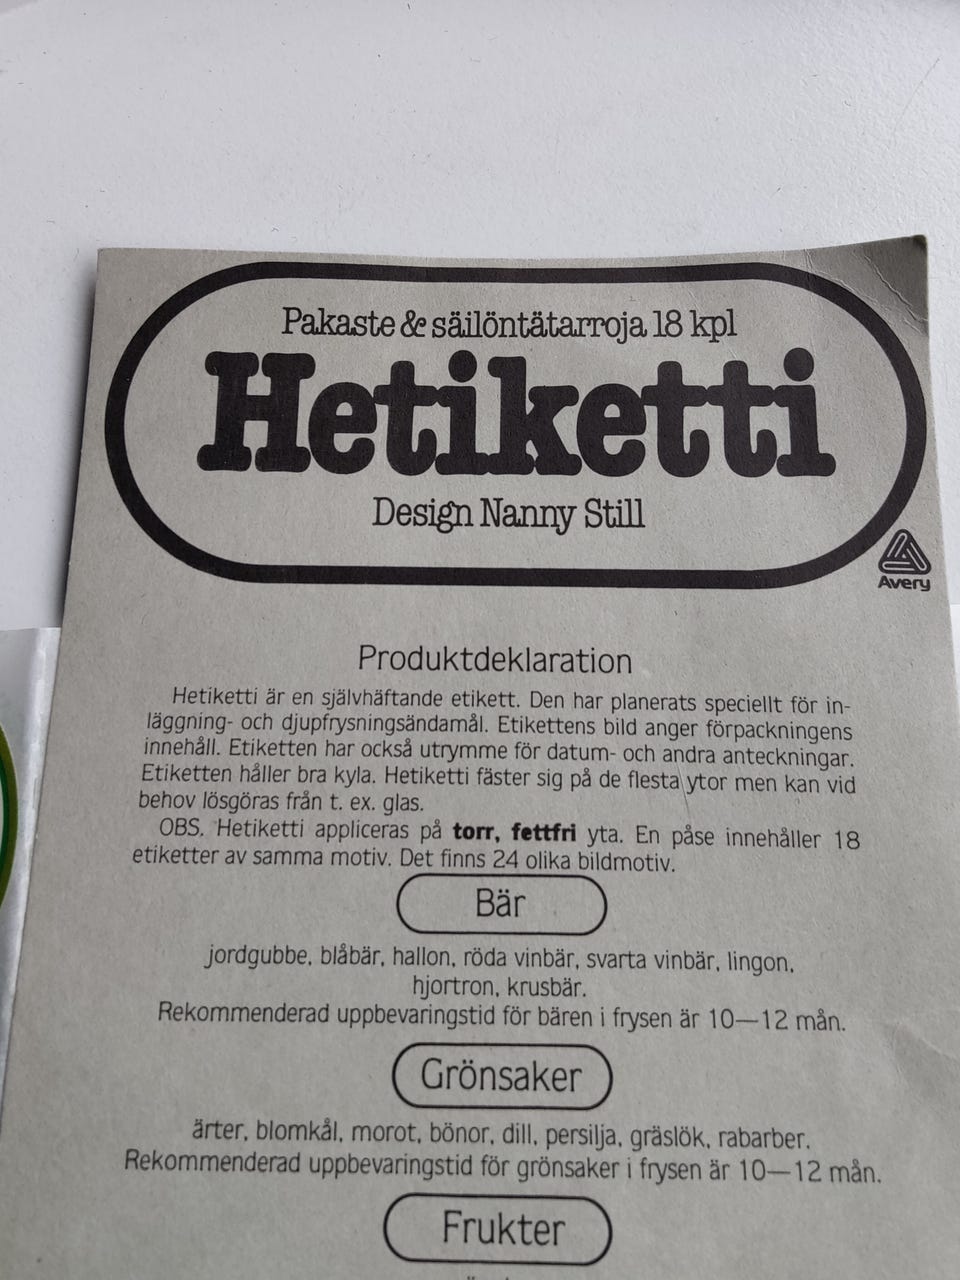 Pakaste & säilöntätarroja 18 kpl
Hetiketti
Design Nanny Still
Avery
Produktdeklaration
Hetiketti är en självhäftande etikett. Den har planerats speciellt för in-
läggning- och djupfrysningsändamål. Etikettens bild anger förpackningens
innehåll. Etiketten har också utrymme för datum- och andra anteckningar.
Etiketten håller bra kyla. Hetiketti fäster sig på de flesta ytor men kan vid
behov lösgöras från t. ex. glas.
OBS. Hetiketti appliceras på torr, fettfri yta. En påse innehåller 18
etiketter av samma motiv. Det finns 24 olika bildmotiv.
Bär
jordgubbe, blåbär, hallon, röda vinbär, svarta vinbär, lingon,
hjortron, krusbär.
Rekommenderad uppbevaringstid för bären i frysen är 10—12 mån.
Grönsaker
ärter, blomkål, morot, bönor, dill, persilja, gräslök, rabarber.
Rekommenderad uppbevaringstid för grönsaker i frysen är 10—12 mån.
Frukter